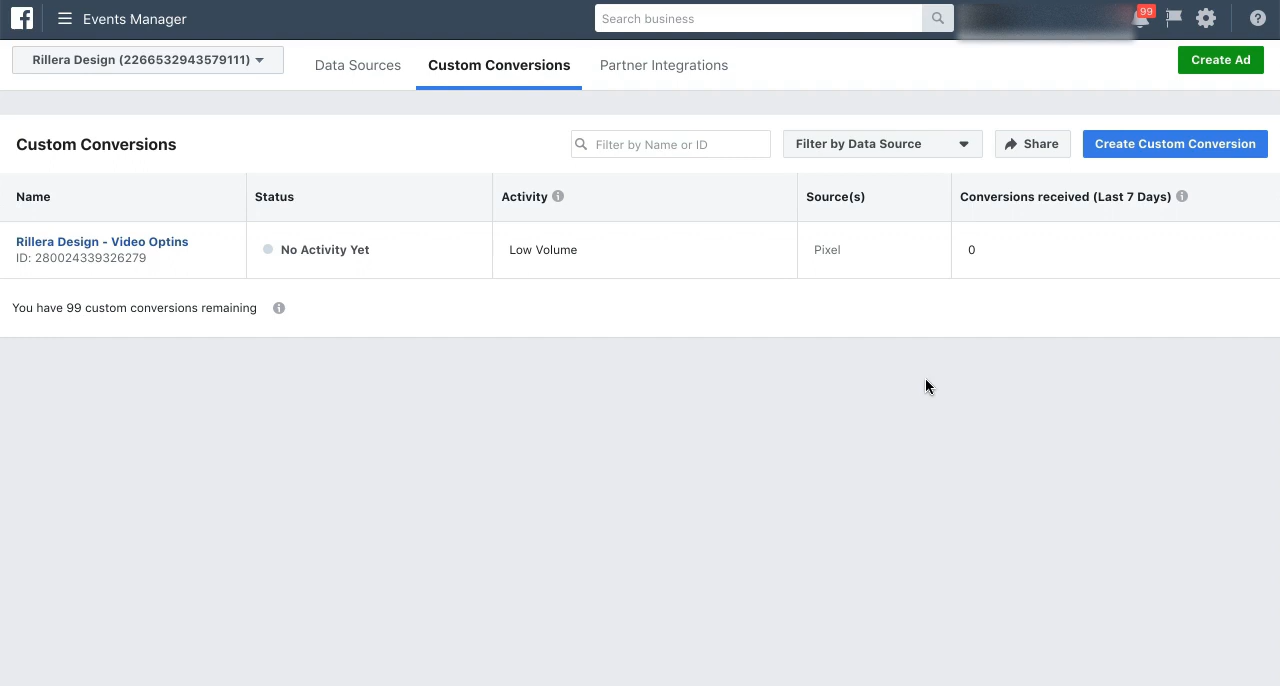 Events Manager
Search business
99
Rillera Design (2266532943579111)
Data Sources
Custom Conversions
Partner Integrations
Create Ad
Custom Conversions
Filter by Name or ID
Filter by Data Source
Share
Create Custom Conversion
Name
Status
Activity
Source(s)
Conversions received (Last 7 Days)
Rillera Design - Video Optins
ID: 280024339326279
No Activity Yet
Low Volume
Pixel
0
You have 99 custom conversions remaining